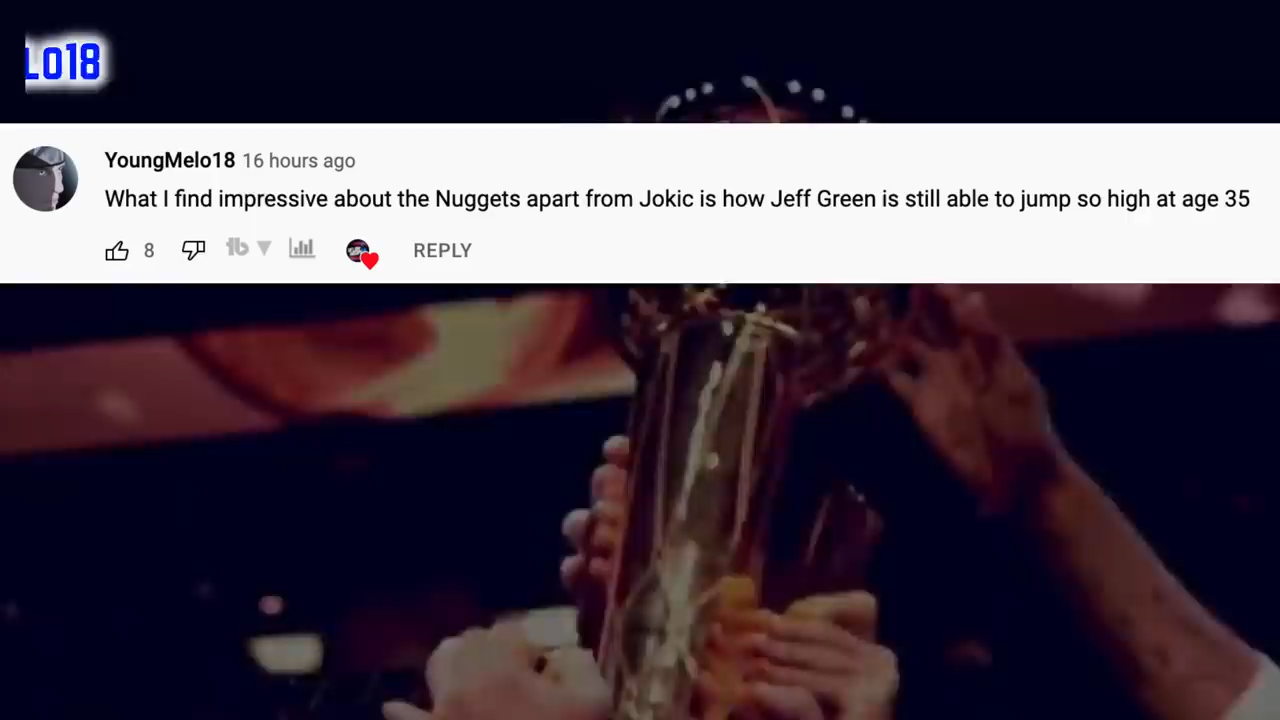 LO18
YoungMelo18 16 hours ago
What I find impressive about the Nuggets apart from Jokic is how Jeff Green is still able to jump so high at age 35
8
REPLY